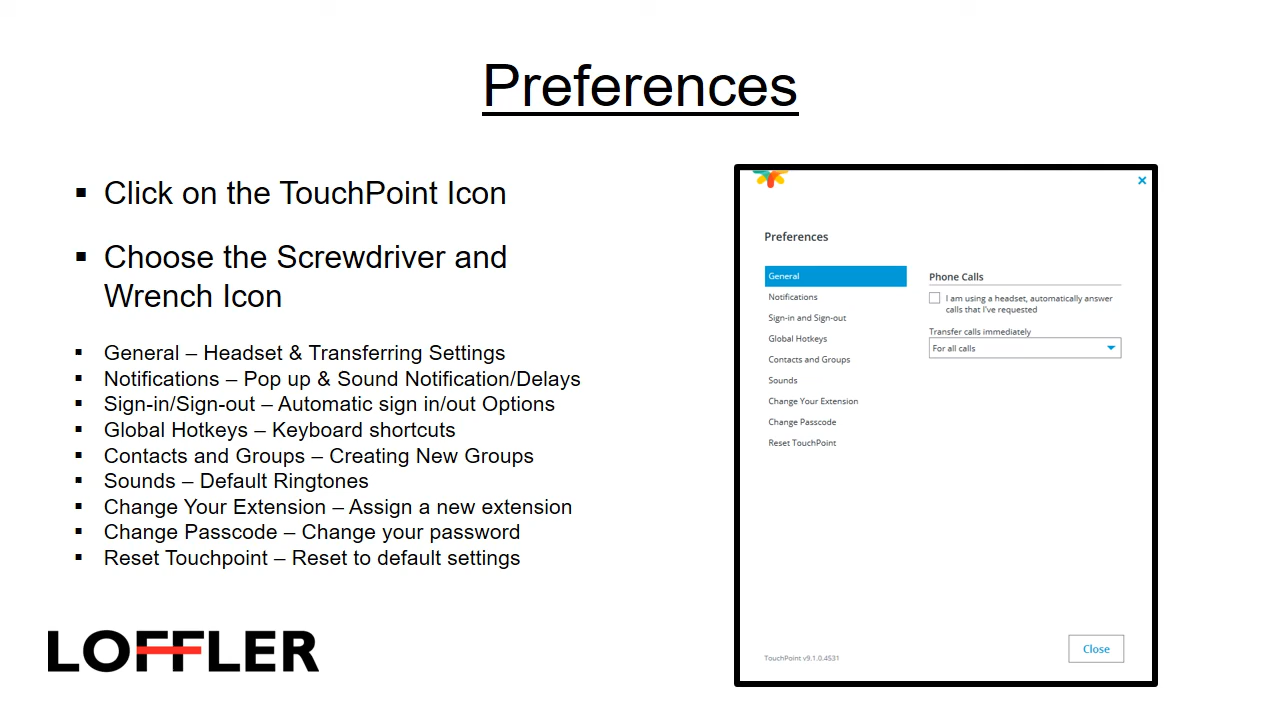 Preferences
▪ Click on the TouchPoint Icon
▪ Choose the Screwdriver and
Wrench Icon
▪ General – Headset & Transferring Settings
▪ Notifications – Pop up & Sound Notification/Delays
▪ Sign-in/Sign-out – Automatic sign in/out Options
▪ Global Hotkeys – Keyboard shortcuts
▪ Contacts and Groups – Creating New Groups
▪ Sounds – Default Ringtones
▪ Change Your Extension – Assign a new extension
▪ Change Passcode – Change your password
▪ Reset Touchpoint – Reset to default settings
LOFFLER
Preferences
General
Notifications
Sign-in and Sign-out
Global Hotkeys
Contacts and Groups
Sounds
Change Your Extension
Change Passcode
Reset TouchPoint
Phone Calls
I am using a headset, automatically answer
calls that I've requested
Transfer calls immediately
For all calls
TouchPoint v9.1.0.4531
Close